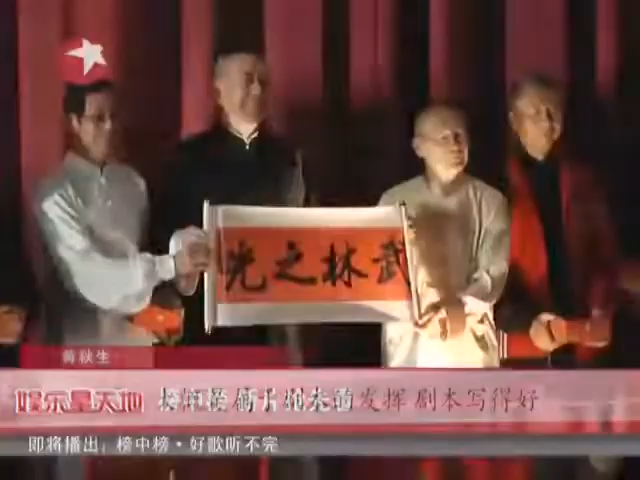 武林之光
黄秋生
娱乐星天地
发挥 剧本写得好
即将播出：榜中榜·好歌听不完